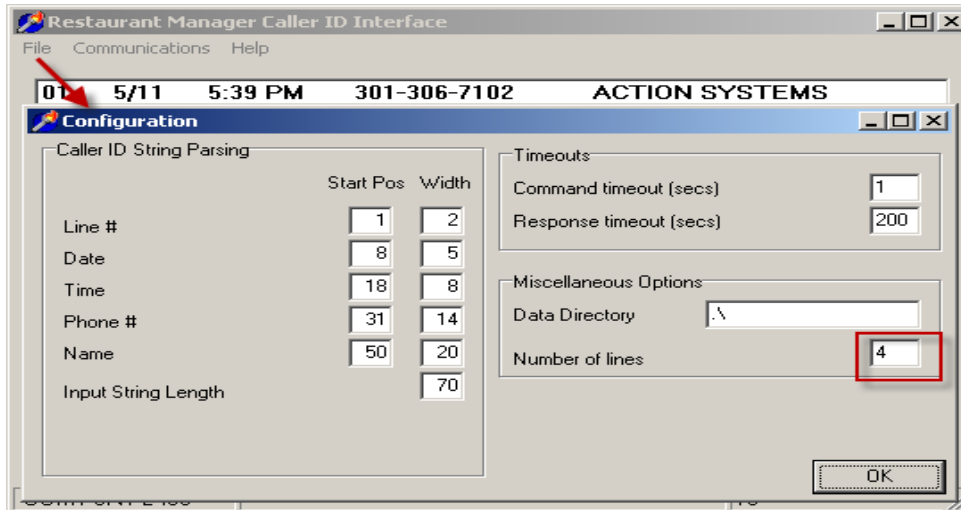 Restaurant Manager Caller ID Interface
File Communications Help
01 5/11 5:39 PM 301-306-7102 ACTION SYSTEMS
Configuration
Caller ID String Parsing
Start Pos Width
Line # 1 2
Date 8 5
Time 18 8
Phone # 31 14
Name 50 20
Input String Length 70
Timeouts
Command timeout (secs) 1
Response timeout (secs) 200
Miscellaneous Options
Data Directory .\
Number of lines 4
OK